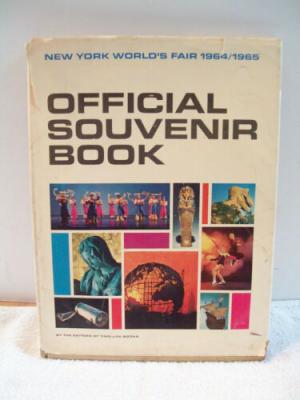 NEW YORK WORLD'S FAIR 1964/1965
OFFICIAL
SOUVENIR
BOOK
BY THE EDITORS OF TIME-LIFE BOOKS